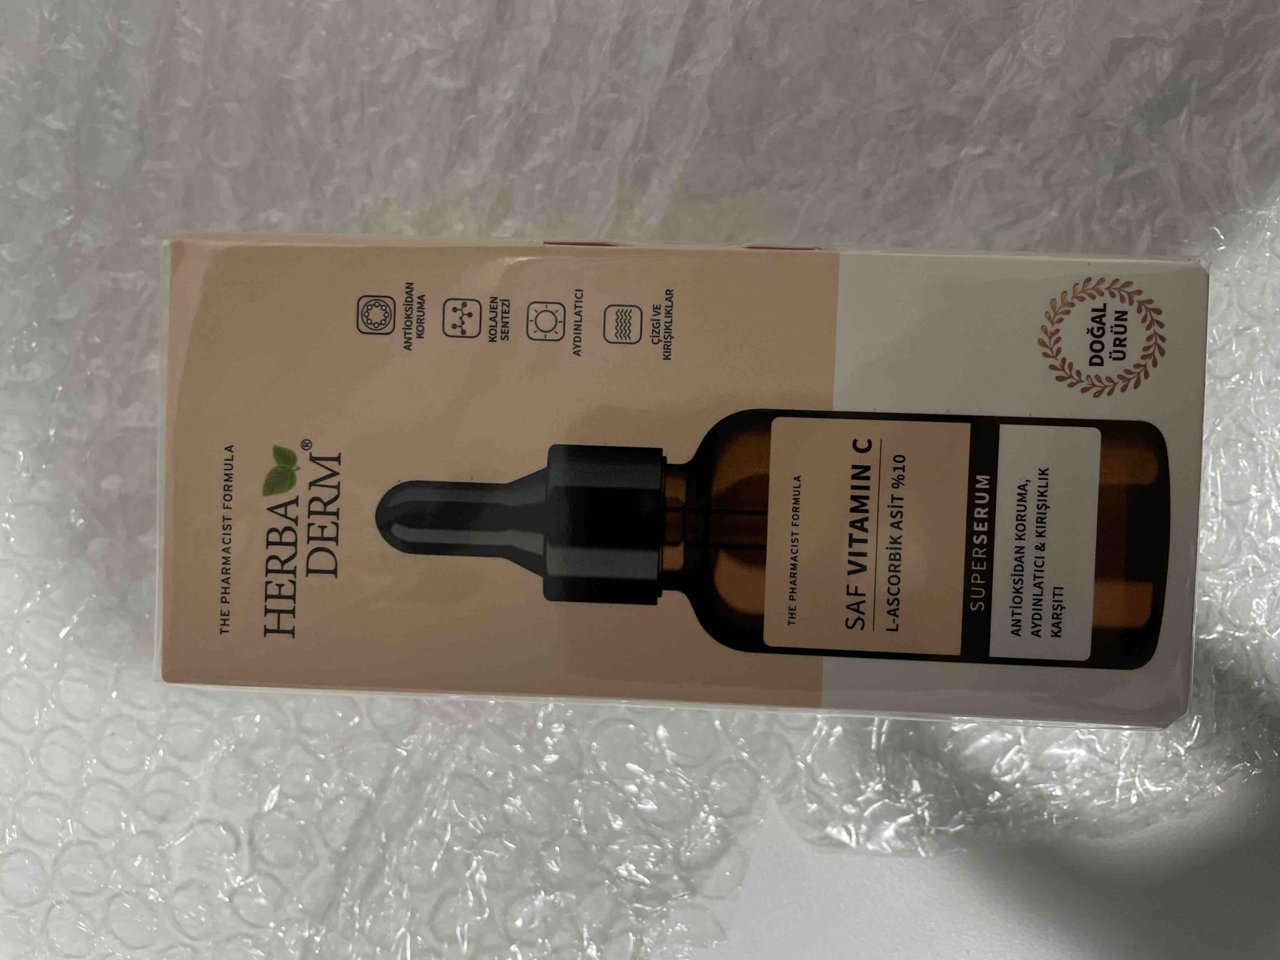 THE PHARMACIST FORMULA
HERBA
DERM®
ANTİOKSİDAN
KORUMA
KOLAJEN
SENTEZİ
AYDINLATICI
ÇİZGİ VE
KIRIŞIKLIKLAR
THE PHARMACIST FORMULA
SAF VITAMIN C
L-ASCORBİK ASİT %10
SUPERSERUM
ANTİOKSİDAN KORUMA,
AYDINLATICI & KIRIŞIKLIK
KARŞITI
DOĞAL
ÜRÜN